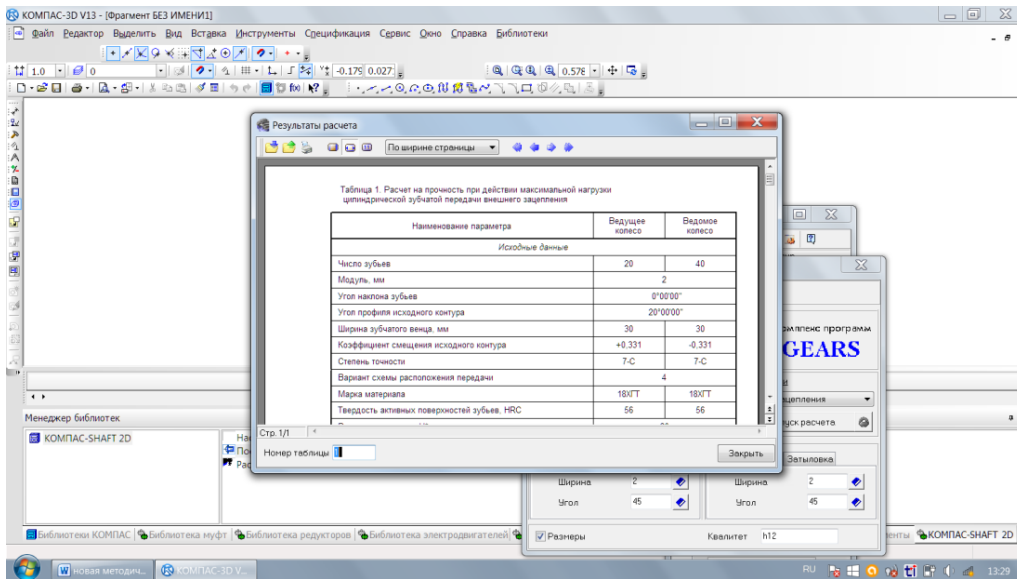 КОМПАС-3D V13 - [Фрагмент БЕЗ ИМЕНИ1]
Файл Редактор Выделить Вид Вставка Инструменты Спецификация Сервис Окно Справка Библиотеки
1.0 0 -0.179 0.027 0.578
Результаты расчета
По ширине страницы
Таблица 1. Расчет на прочность при действии максимальной нагрузки
цилиндрической зубчатой передачи внешнего зацепления
Наименование параметра Ведущее колесо Ведомое колесо
Исходные данные
Число зубьев 20 40
Модуль, мм 2
Угол наклона зубьев 0°00'00"
Угол профиля исходного контура 20°00'00"
Ширина зубчатого венца, мм 30 30
Коэффициент смещения исходного контура +0,331 -0,331
Степень точности 7-C 7-C
Вариант схемы расположения передачи 4
Марка материала 18ХГТ 18ХГТ
Твердость активных поверхностей зубьев, HRC 56 56
Стр. 1/1
Номер таблицы 1 Закрыть
омплекс программ
GEARS
зацепления
уск расчета
Затыловка
Ширина 2 Ширина 2
Угол 45 Угол 45
Размеры Квалитет h12
Менеджер библиотек
КОМПАС-SHAFT 2D
На
По
Рас
Библиотеки КОМПАС Библиотека муфт Библиотека редукторов Библиотека электродвигателей енты КОМПАС-SHAFT 2D
новая методич... КОМПАС-3D V... RU 13:29